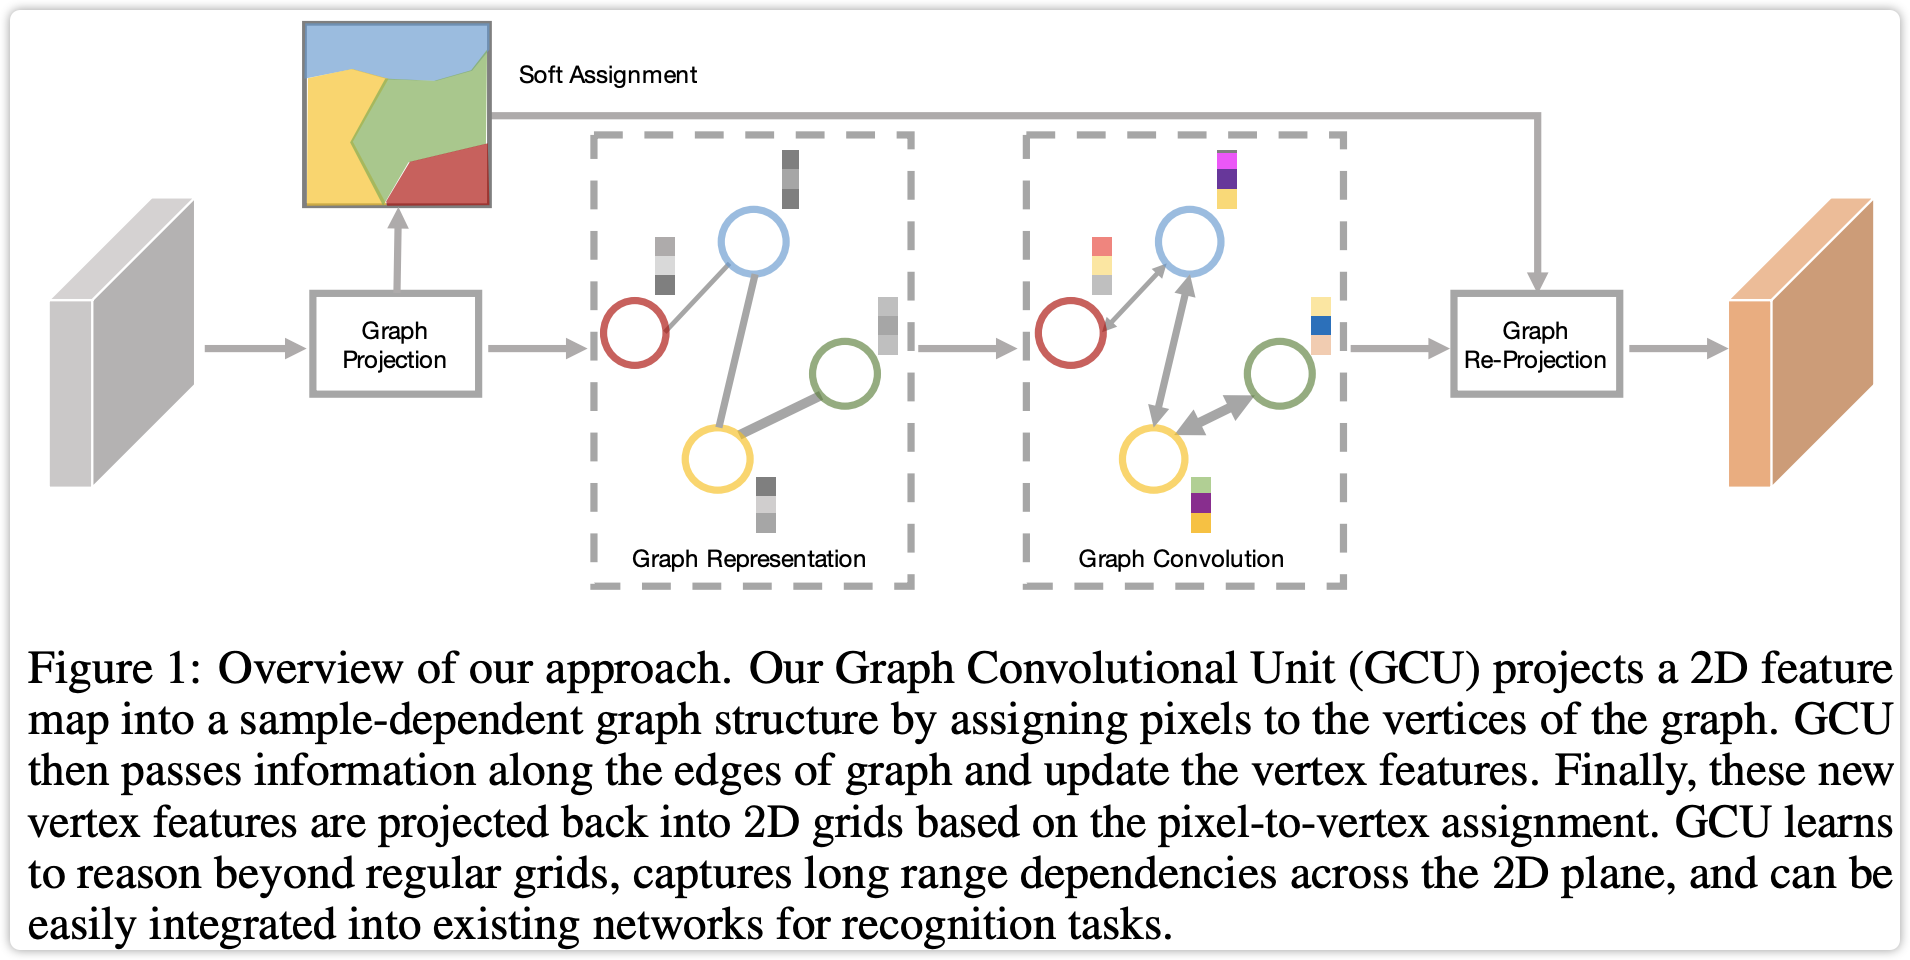 Soft Assignment
Graph
Projection
Graph Representation
Graph Convolution
Graph
Re-Projection
Figure 1: Overview of our approach. Our Graph Convolutional Unit (GCU) projects a 2D feature
map into a sample-dependent graph structure by assigning pixels to the vertices of the graph. GCU
then passes information along the edges of graph and update the vertex features. Finally, these new
vertex features are projected back into 2D grids based on the pixel-to-vertex assignment. GCU learns
to reason beyond regular grids, captures long range dependencies across the 2D plane, and can be
easily integrated into existing networks for recognition tasks.